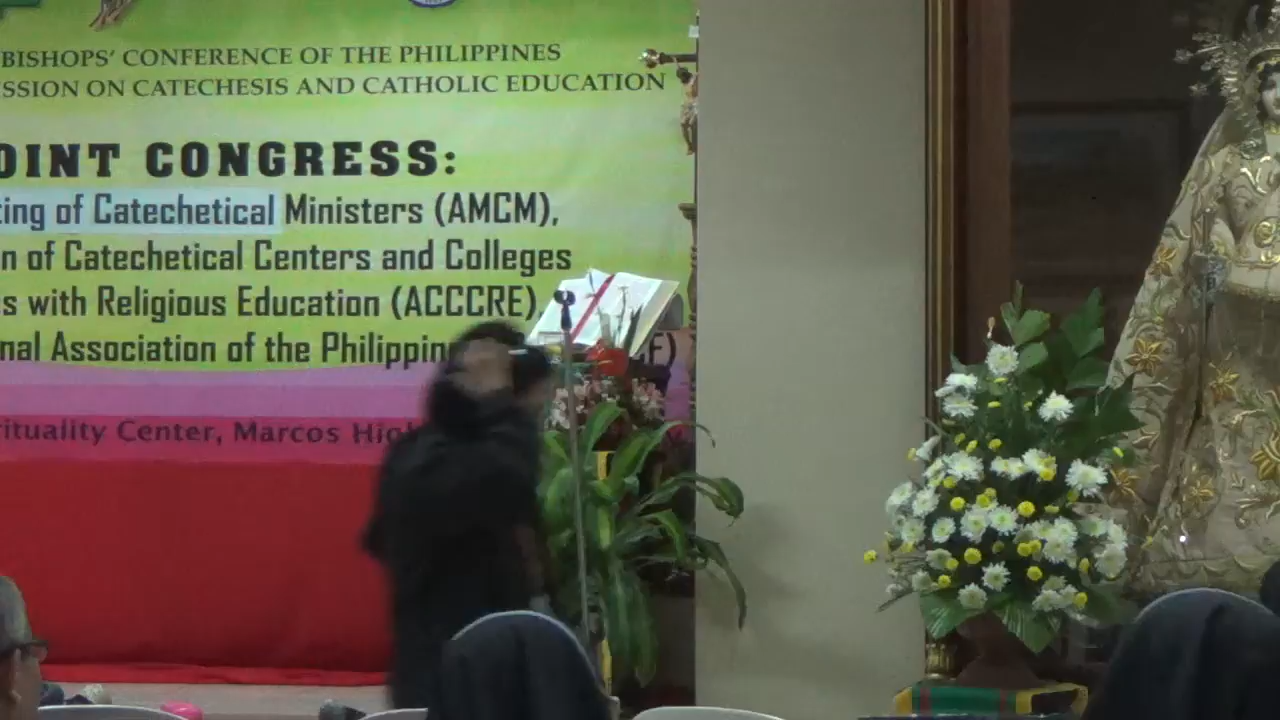 BISHOPS' CONFERENCE OF THE PHILIPPINES
SSION ON CATECHESIS AND CATHOLIC EDUCATION
OINT CONGRESS:
ting of Catechetical Ministers (AMCM),
n of Catechetical Centers and Colleges
s with Religious Education (ACCCRE)
nal Association of the Philippin
rituality Center, Marcos High